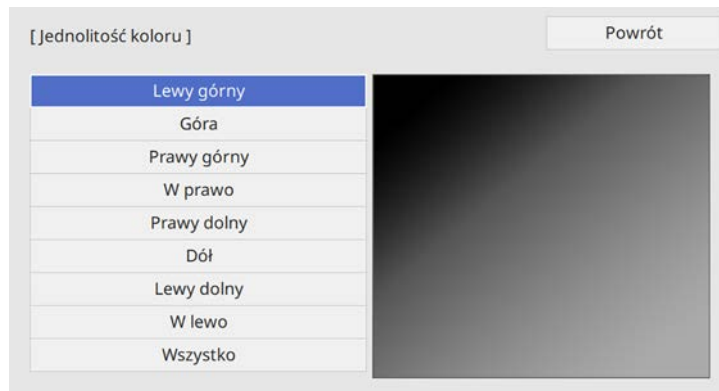 [ Jednolitość koloru ]
Powrót
Lewy górny
Góra
Prawy górny
W prawo
Prawy dolny
Dół
Lewy dolny
W lewo
Wszystko